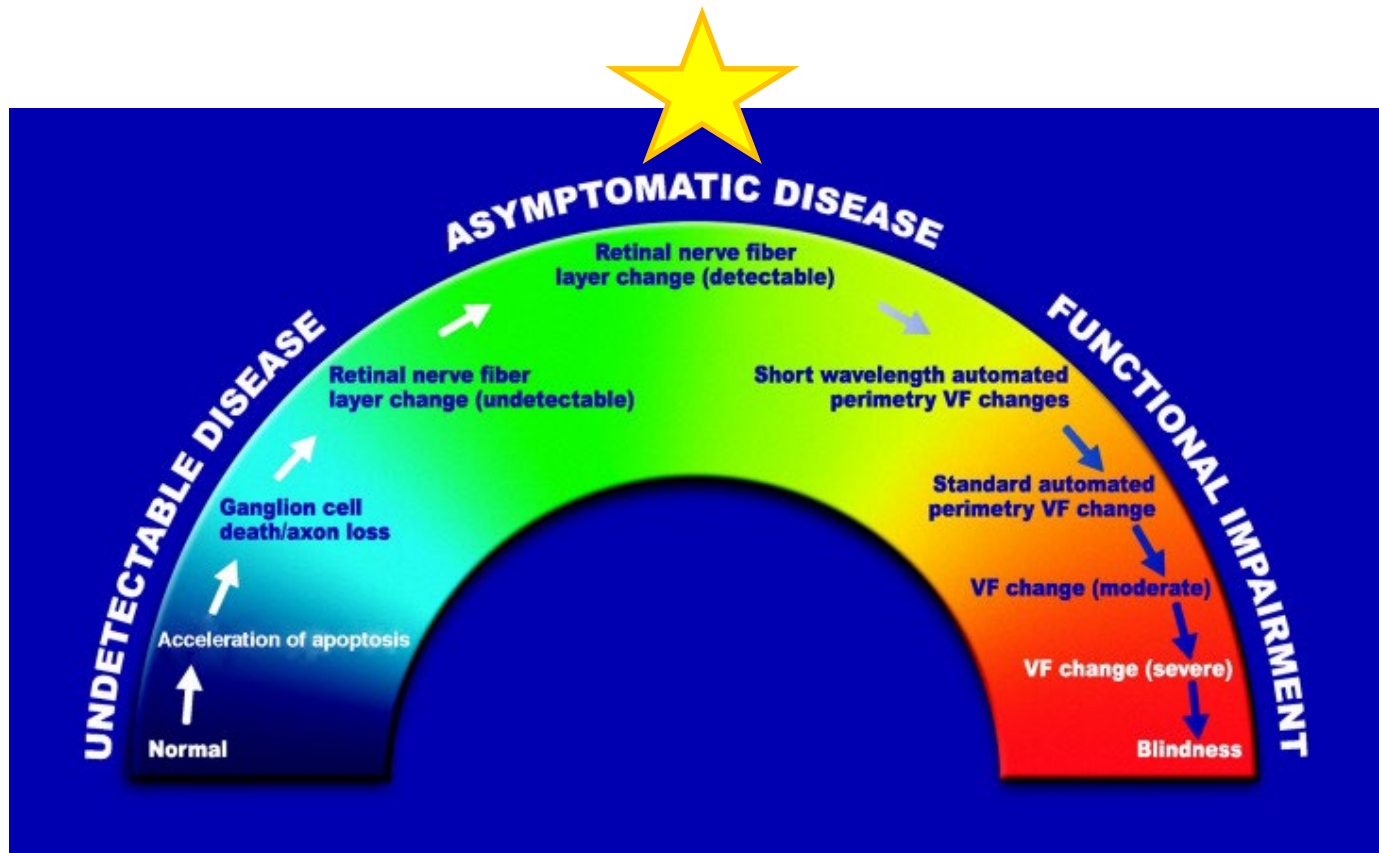 ASYMPTOMATIC DISEASE
UNDETECTABLE DISEASE
FUNCTIONAL IMPAIRMENT
Normal
Acceleration of apoptosis
Ganglion cell
death/axon loss
Retinal nerve fiber
layer change (undetectable)
Retinal nerve fiber
layer change (detectable)
Short wavelength automated
perimetry VF changes
Standard automated
perimetry VF change
VF change (moderate)
VF change (severe)
Blindness